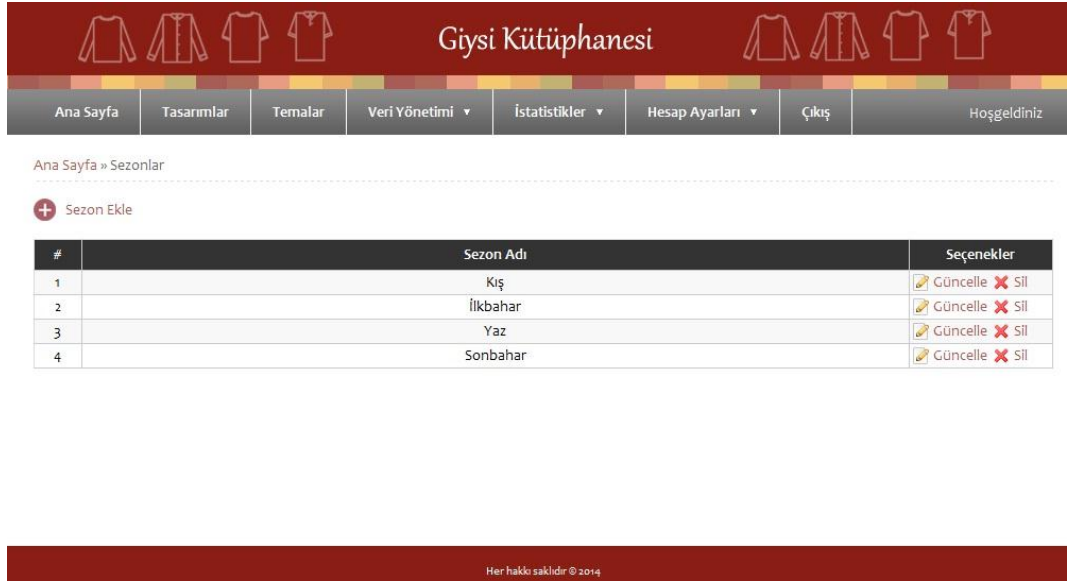 Giysi Kütüphanesi
Ana Sayfa Tasarımlar Temalar Veri Yönetimi ▼ İstatistikler ▼ Hesap Ayarları ▼ Çıkış Hoşgeldiniz
Ana Sayfa » Sezonlar
Sezon Ekle
# Sezon Adı Seçenekler
1 Kış Güncelle Sil
2 İlkbahar Güncelle Sil
3 Yaz Güncelle Sil
4 Sonbahar Güncelle Sil
Her hakkı saklıdır © 2014